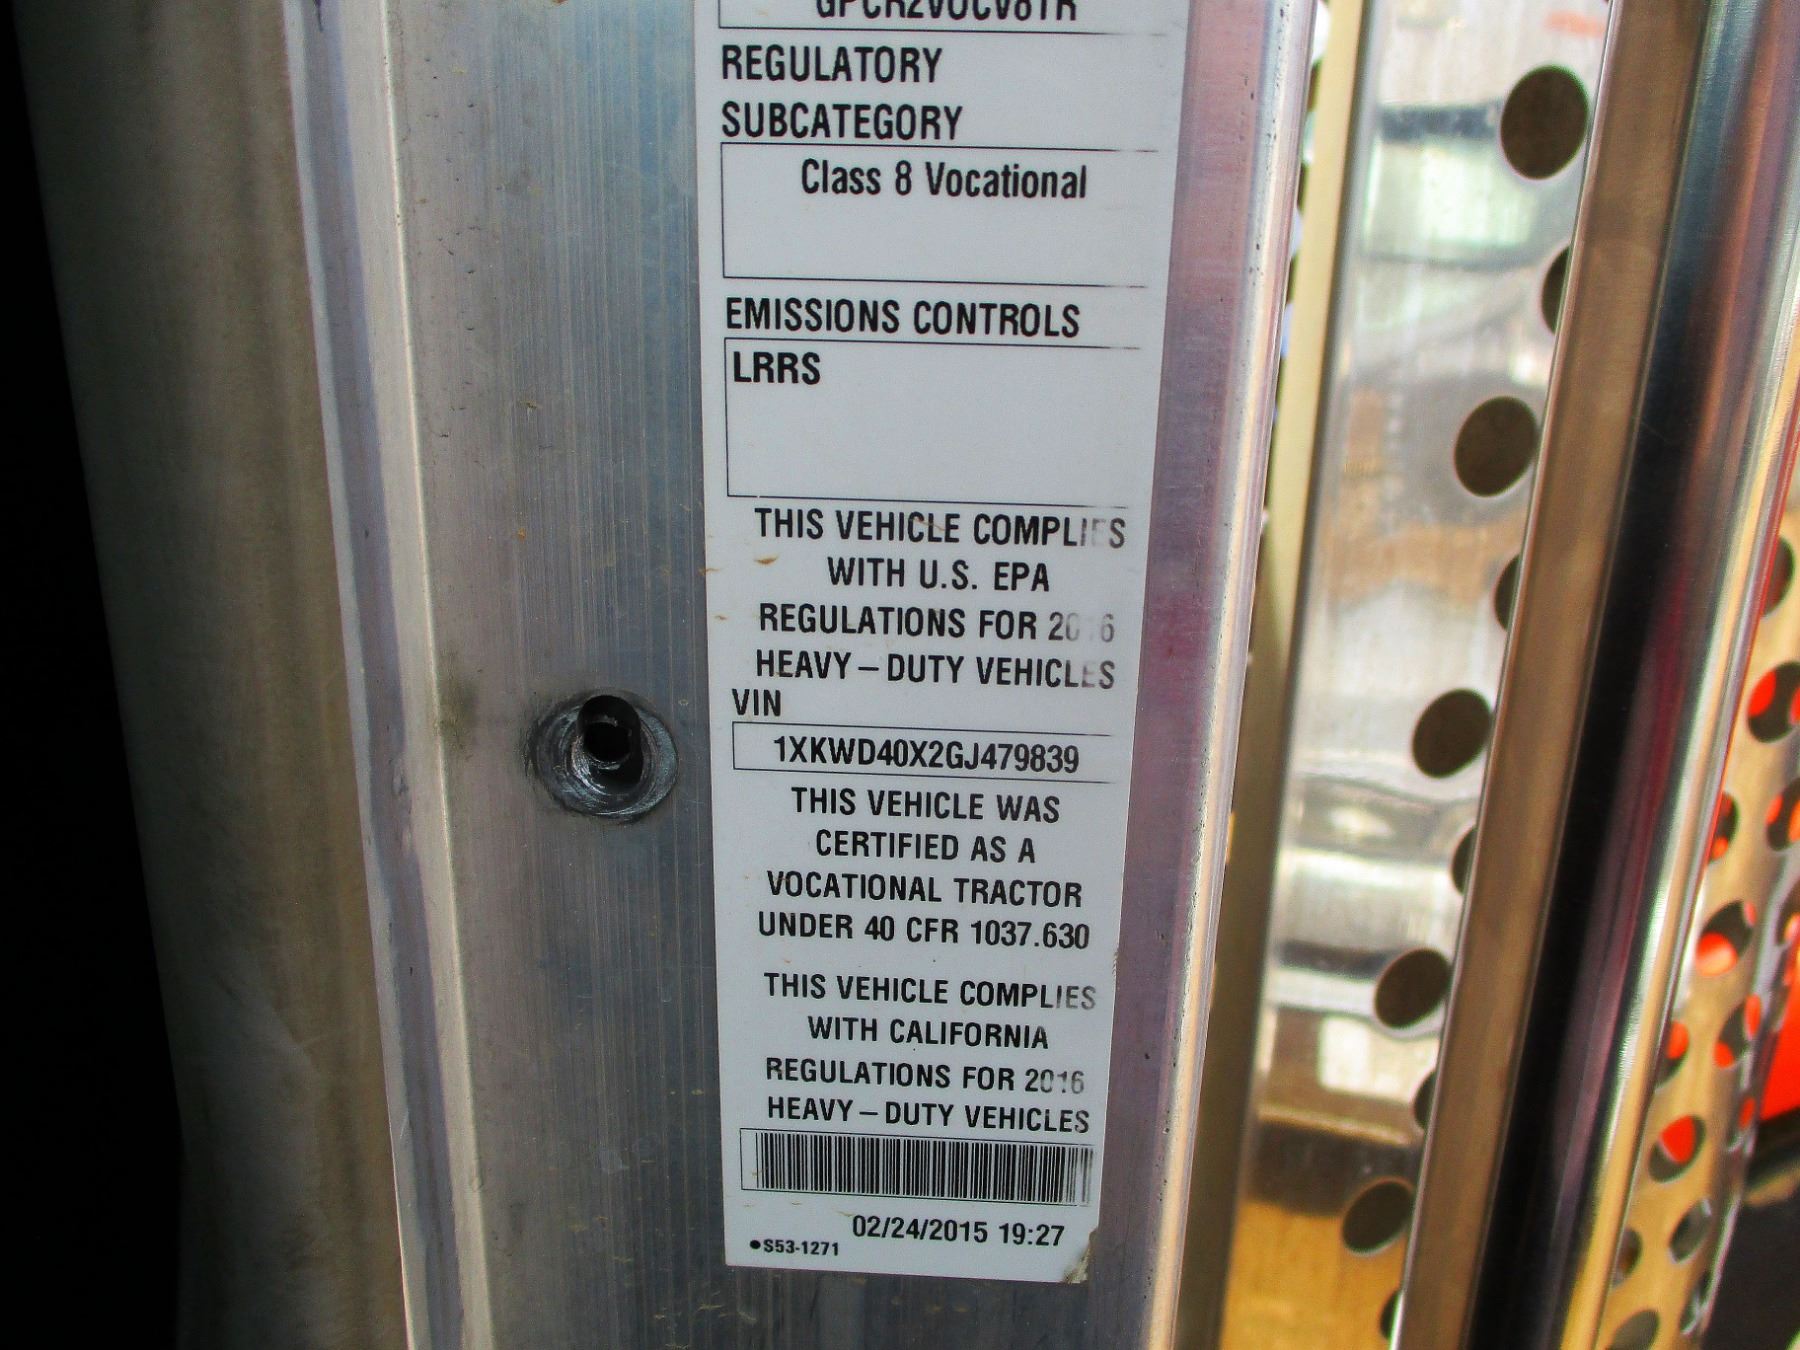 REGULATORY
SUBCATEGORY
Class 8 Vocational
EMISSIONS CONTROLS
LRRS
THIS VEHICLE COMPLIES
WITH U.S. EPA
REGULATIONS FOR 2016
HEAVY-DUTY VEHICLES
VIN
1XKWD40X2GJ479839
THIS VEHICLE WAS
CERTIFIED AS A
VOCATIONAL TRACTOR
UNDER 40 CFR 1037.630
THIS VEHICLE COMPLIES
WITH CALIFORNIA
REGULATIONS FOR 2016
HEAVY-DUTY VEHICLES
02/24/2015 19:27
•S53-1271